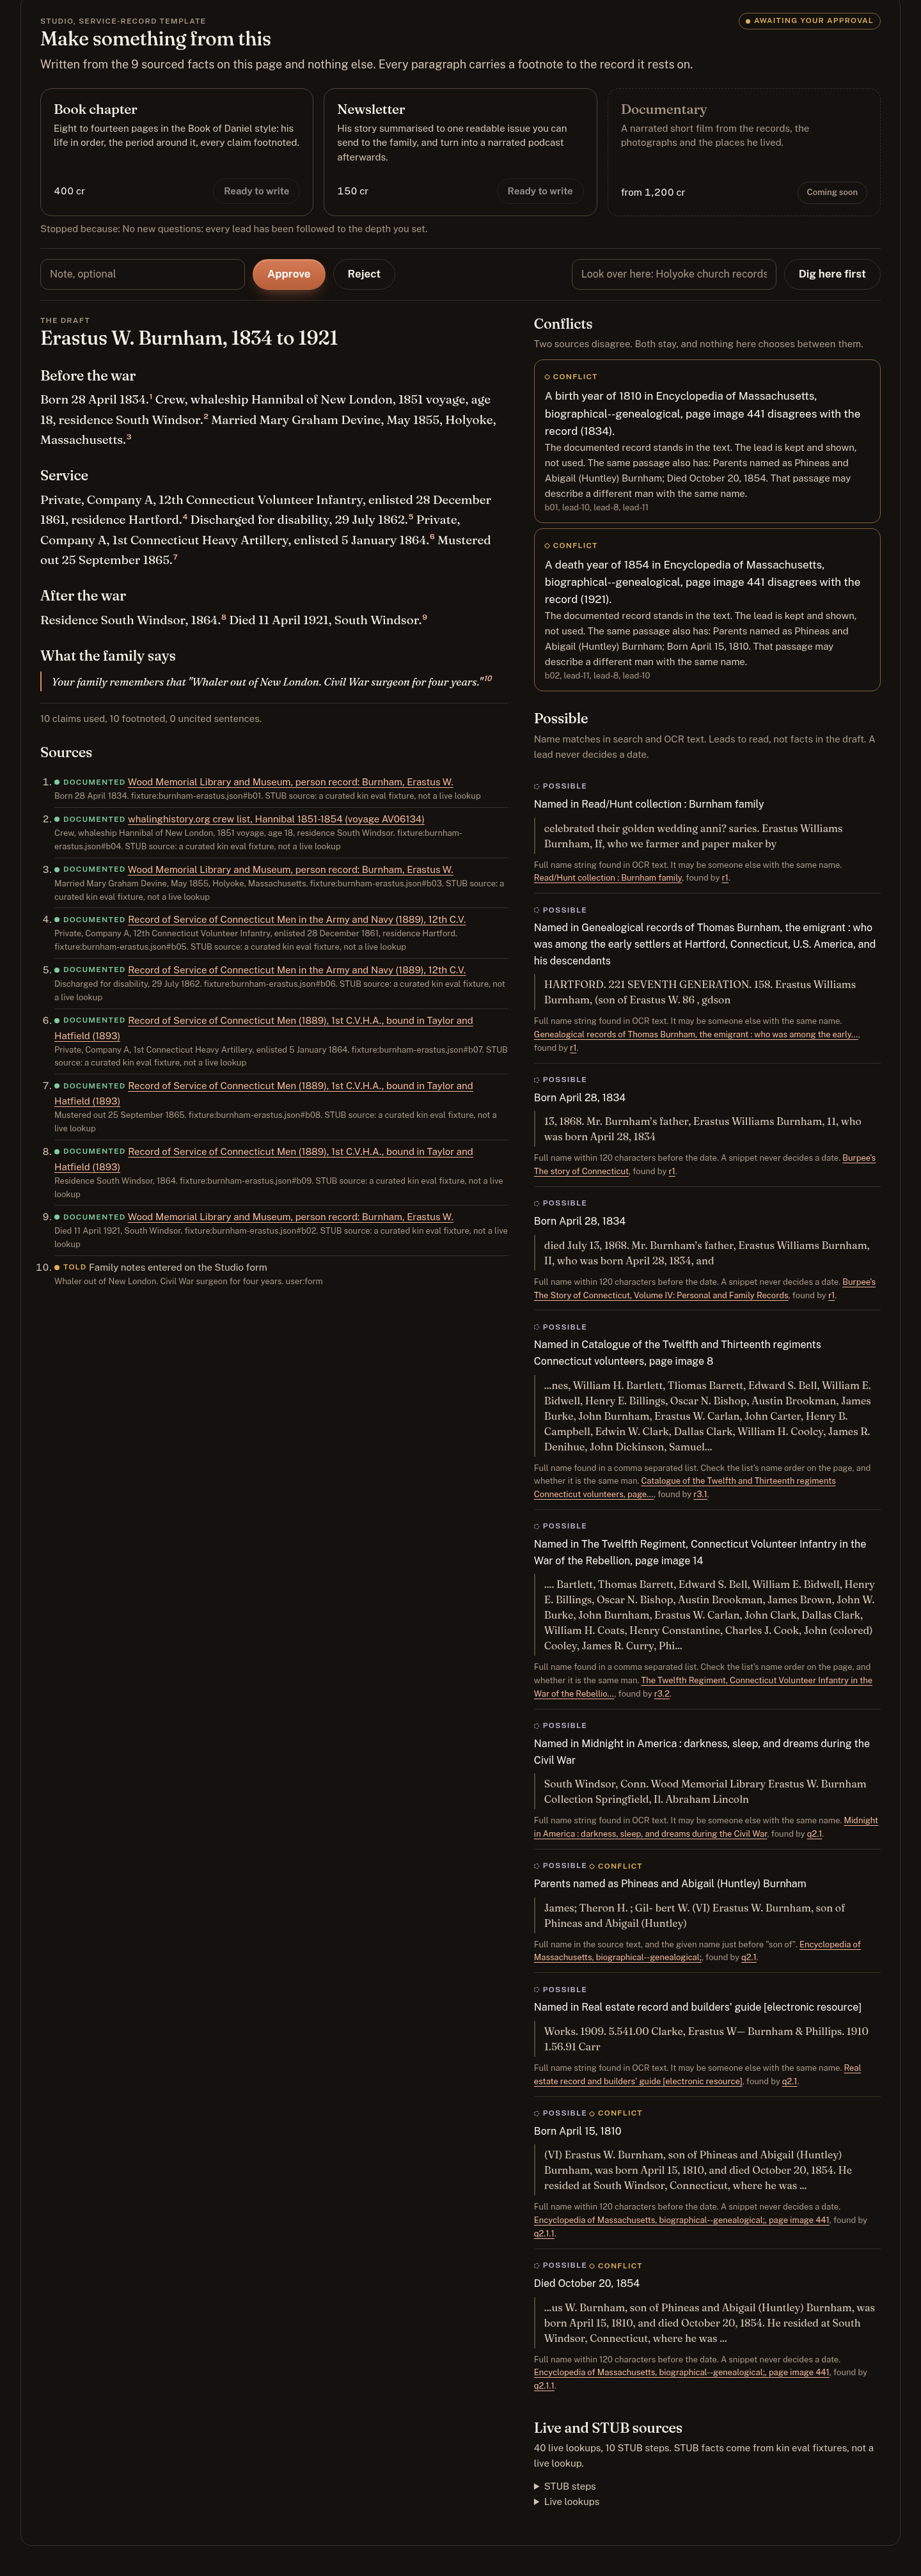 STUDIO, SERVICE-RECORD TEMPLATE
Make something from this
AWAITING YOUR APPROVAL
Written from the 9 sourced facts on this page and nothing else. Every paragraph carries a footnote to the record it rests on.
Book chapter
Eight to fourteen pages in the Book of Daniel style: his
life in order, the period around it, every claim footnoted.
400 cr
Ready to write
Newsletter
His story summarised to one readable issue you can
send to the family, and turn into a narrated podcast
afterwards.
150 cr
Ready to write
Documentary
A narrated short film from the records, the
photographs and the places he lived.
from 1,200 cr
Coming soon
Stopped because: No new questions: every lead has been followed to the depth you set.
Note, optional
Approve
Reject
Look over here: Holyoke church records
Dig here first
THE DRAFT
Erastus W. Burnham, 1834 to 1921
Before the war
Born 28 April 1834.1 Crew, whaleship Hannibal of New London, 1851 voyage, age
18, residence South Windsor.2 Married Mary Graham Devine, May 1855, Holyoke,
Massachusetts.3
Service
Private, Company A, 12th Connecticut Volunteer Infantry, enlisted 28 December
1861, residence Hartford.4 Discharged for disability, 29 July 1862.5 Private,
Company A, 1st Connecticut Heavy Artillery, enlisted 5 January 1864.6 Mustered
out 25 September 1865.7
After the war
Residence South Windsor, 1864.8 Died 11 April 1921, South Windsor.9
What the family says
Your family remembers that "Whaler out of New London. Civil War surgeon for four years."10
10 claims used, 10 footnoted, 0 uncited sentences.
Sources
1. DOCUMENTED Wood Memorial Library and Museum, person record: Burnham, Erastus W.
Born 28 April 1834. fixture:burnham-erastus.json#b01. STUB source: a curated kin eval fixture, not a live lookup
2. DOCUMENTED whalinghistory.org crew list, Hannibal 1851-1854 (voyage AV06134)
Crew, whaleship Hannibal of New London, 1851 voyage, age 18, residence South Windsor. fixture:burnham-
erastus.json#b04. STUB source: a curated kin eval fixture, not a live lookup
3. DOCUMENTED Wood Memorial Library and Museum, person record: Burnham, Erastus W.
Married Mary Graham Devine, May 1855, Holyoke, Massachusetts. fixture:burnham-erastus.json#b03. STUB source: a
curated kin eval fixture, not a live lookup
4. DOCUMENTED Record of Service of Connecticut Men in the Army and Navy (1889), 12th C.V.
Private, Company A, 12th Connecticut Volunteer Infantry, enlisted 28 December 1861, residence Hartford.
fixture:burnham-erastus.json#b05. STUB source: a curated kin eval fixture, not a live lookup
5. DOCUMENTED Record of Service of Connecticut Men in the Army and Navy (1889), 12th C.V.
Discharged for disability, 29 July 1862. fixture:burnham-erastus.json#b06. STUB source: a curated kin eval fixture, not
a live lookup
6. DOCUMENTED Record of Service of Connecticut Men (1889), 1st C.V.H.A., bound in Taylor and
Hatfield (1893)
Private, Company A, 1st Connecticut Heavy Artillery, enlisted 5 January 1864. fixture:burnham-erastus.json#b07. STUB
source: a curated kin eval fixture, not a live lookup
7. DOCUMENTED Record of Service of Connecticut Men (1889), 1st C.V.H.A., bound in Taylor and
Hatfield (1893)
Mustered out 25 September 1865. fixture:burnham-erastus.json#b08. STUB source: a curated kin eval fixture, not a
live lookup
8. DOCUMENTED Record of Service of Connecticut Men (1889), 1st C.V.H.A., bound in Taylor and
Hatfield (1893)
Residence South Windsor, 1864. fixture:burnham-erastus.json#b09. STUB source: a curated kin eval fixture, not a live
lookup
9. DOCUMENTED Wood Memorial Library and Museum, person record: Burnham, Erastus W.
Died 11 April 1921, South Windsor. fixture:burnham-erastus.json#b02. STUB source: a curated kin eval fixture, not a live
lookup
10. TOLD Family notes entered on the Studio form
Whaler out of New London. Civil War surgeon for four years. user:form
Conflicts
Two sources disagree. Both stay, and nothing here chooses between them.
CONFLICT
A birth year of 1810 in Encyclopedia of Massachusetts,
biographical--genealogical, page image 441 disagrees with the
record (1834).
The documented record stands in the text. The lead is kept and shown,
not used. The same passage also has: Parents named as Phineas and
Abigail (Huntley) Burnham; Died October 20, 1854. That passage may
describe a different man with the same name.
b01, lead-10, lead-8, lead-11
CONFLICT
A death year of 1854 in Encyclopedia of Massachusetts,
biographical--genealogical, page image 441 disagrees with the
record (1921).
The documented record stands in the text. The lead is kept and shown,
not used. The same passage also has: Parents named as Phineas and
Abigail (Huntley) Burnham; Born April 15, 1810. That passage may
describe a different man with the same name.
b02, lead-11, lead-8, lead-10
Possible
Name matches in search and OCR text. Leads to read, not facts in the draft. A
lead never decides a date.
POSSIBLE
Named in Read/Hunt collection : Burnham family
celebrated their golden wedding anni? saries. Erastus Williams
Burnham, If, who we farmer and paper maker by
Full name string found in OCR text. It may be someone else with the same name.
Read/Hunt collection : Burnham family, found by r1.
POSSIBLE
Named in Genealogical records of Thomas Burnham, the emigrant : who
was among the early settlers at Hartford, Connecticut, U.S. America, and
his descendants
HARTFORD. 221 SEVENTH GENERATION. 158. Erastus Williams
Burnham, (son of Erastus W. 86 , gdson
Full name string found in OCR text. It may be someone else with the same name.
Genealogical records of Thomas Burnham, the emigrant : who was among the early...,
found by r1.
POSSIBLE
Born April 28, 1834
13, 1868. Mr. Burnham's father, Erastus Williams Burnham, 11, who
was born April 28, 1834
Full name within 120 characters before the date. A snippet never decides a date. Burpee's
The story of Connecticut, found by r1.
POSSIBLE
Born April 28, 1834
died July 13, 1868. Mr. Burnham's father, Erastus Williams Burnham,
II, who was born April 28, 1834, and
Full name within 120 characters before the date. A snippet never decides a date. Burpee's
The Story of Connecticut, Volume IV: Personal and Family Records, found by r1.
POSSIBLE
Named in Catalogue of the Twelfth and Thirteenth regiments
Connecticut volunteers, page image 8
...nes, William H. Bartlett, Tliomas Barrett, Edward S. Bell, William E.
Bidwell, Henry E. Billings, Oscar N. Bishop, Austin Brookman, James
Burke, John Burnham, Erastus W. Carlan, John Carter, Henry B.
Campbell, Edwin W. Clark, Dallas Clark, William H. Coolcy, James R.
Denihue, John Dickinson, Samuel...
Full name found in a comma separated list. Check the list's name order on the page, and
whether it is the same man. Catalogue of the Twelfth and Thirteenth regiments
Connecticut volunteers, page..., found by r3.1.
POSSIBLE
Named in The Twelfth Regiment, Connecticut Volunteer Infantry in the
War of the Rebellion, page image 14
.... Bartlett, Thomas Barrett, Edward S. Bell, William E. Bidwell, Henry
E. Billings, Oscar N. Bishop, Austin Brookman, James Brown, John W.
Burke, John Burnham, Erastus W. Carlan, John Clark, Dallas Clark,
William H. Coats, Henry Constantine, Charles J. Cook, John (colored)
Cooley, James R. Curry, Phi...
Full name found in a comma separated list. Check the list's name order on the page, and
whether it is the same man. The Twelfth Regiment, Connecticut Volunteer Infantry in the
War of the Rebellio..., found by r3.2.
POSSIBLE
Named in Midnight in America : darkness, sleep, and dreams during the
Civil War
South Windsor, Conn. Wood Memorial Library Erastus W. Burnham
Collection Springfield, Il. Abraham Lincoln
Full name string found in OCR text. It may be someone else with the same name. Midnight
in America : darkness, sleep, and dreams during the Civil War, found by q2.1.
POSSIBLE CONFLICT
Parents named as Phineas and Abigail (Huntley) Burnham
James; Theron H. ; Gil- bert W. (VI) Erastus W. Burnham, son of
Phineas and Abigail (Huntley)
Full name in the source text, and the given name just before "son of". Encyclopedia of
Massachusetts, biographical--genealogical;, found by q2.1.
POSSIBLE
Named in Real estate record and builders' guide [electronic resource]
Works. 1909. 5.541.00 Clarke, Erastus W— Burnham & Phillips. 1910
1.56.91 Carr
Full name string found in OCR text. It may be someone else with the same name. Real
estate record and builders' guide [electronic resource], found by q2.1.
POSSIBLE CONFLICT
Born April 15, 1810
(VI) Erastus W. Burnham, son of Phineas and Abigail (Huntley)
Burnham, was born April 15, 1810, and died October 20, 1854. He
resided at South Windsor, Connecticut, where he was ...
Full name within 120 characters before the date. A snippet never decides a date.
Encyclopedia of Massachusetts, biographical--genealogical;, page image 441, found by
q2.1.1.
POSSIBLE CONFLICT
Died October 20, 1854
...us W. Burnham, son of Phineas and Abigail (Huntley) Burnham, was
born April 15, 1810, and died October 20, 1854. He resided at South
Windsor, Connecticut, where he was ...
Full name within 120 characters before the date. A snippet never decides a date.
Encyclopedia of Massachusetts, biographical--genealogical;, page image 441, found by
q2.1.1.
Live and STUB sources
40 live lookups, 10 STUB steps. STUB facts come from kin eval fixtures, not a
live lookup.
STUB steps
Live lookups